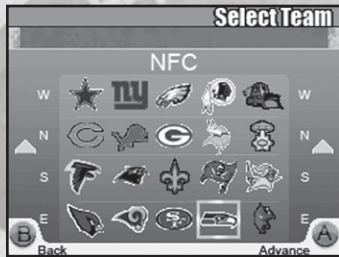 Select Team
NFC
W W
N N
S S
E E
B A
Back Advance